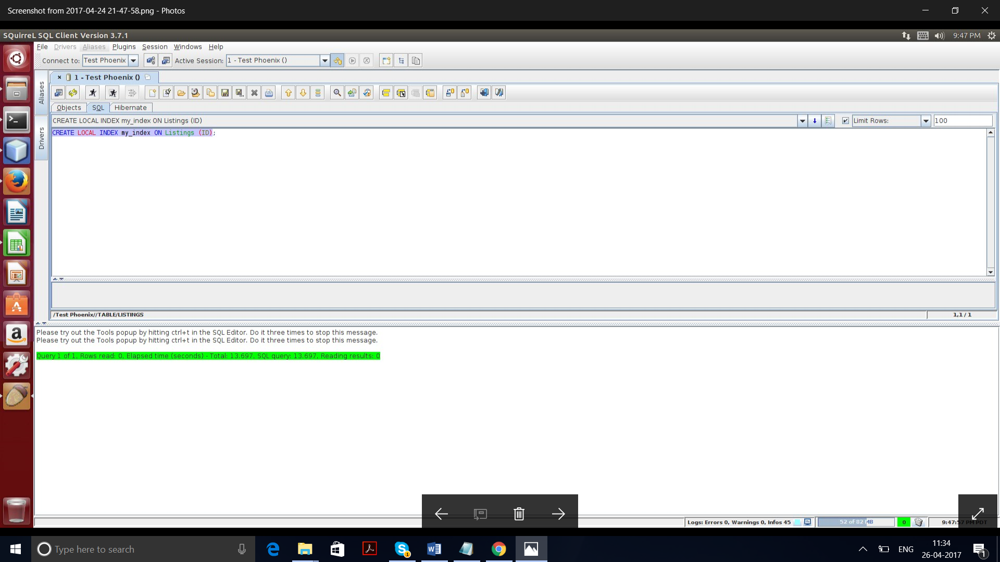 Screenshot from 2017-04-24 21-47-58.png - Photos
SQuirreL SQL Client Version 3.7.1
9:47 PM
File Drivers Aliases Plugins Session Windows Help
Connect to: Test Phoenix Active Session: 1 - Test Phoenix ()
1 - Test Phoenix ()
Aliases
Drivers
Objects SQL Hibernate
CREATE LOCAL INDEX my_index ON Listings (ID)
Limit Rows: 100
CREATE LOCAL INDEX my_index ON Listings (ID);
/Test Phoenix//TABLE/LISTINGS
1,1 / 1
Please try out the Tools popup by hitting ctrl+t in the SQL Editor. Do it three times to stop this message.
Please try out the Tools popup by hitting ctrl+t in the SQL Editor. Do it three times to stop this message.
Query 1 of 1, Rows read: 0, Elapsed time (seconds) - Total: 13.697, SQL query: 13.697, Reading results: 0
Logs: Errors 0, Warnings 0, Infos 45
52 of 82 MB
0
9:47:57 PM PDT
Type here to search
ENG
11:34
26-04-2017
1